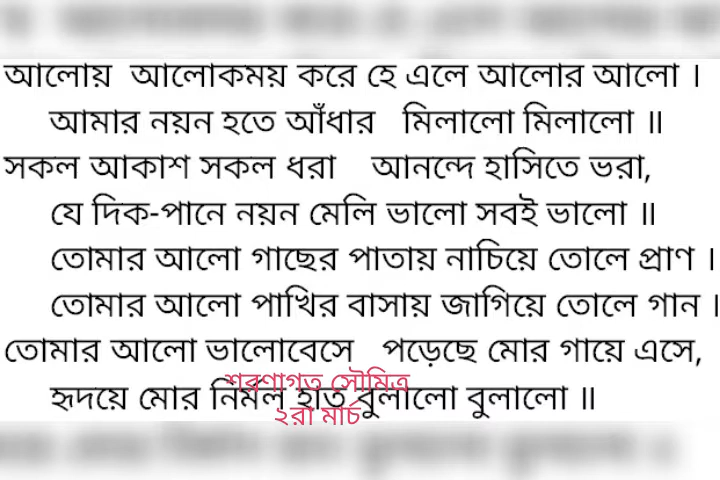 আলোয় আলোকময় করে হে এলে আলোর আলো ।
আমার নয়ন হতে আঁধার মিলালো মিলালো ॥
সকল আকাশ সকল ধরা আনন্দে হাসিতে ভরা,
যে দিক-পানে নয়ন মেলি ভালো সবই ভালো ॥
তোমার আলো গাছের পাতায় নাচিয়ে তোলে প্রাণ ।
তোমার আলো পাখির বাসায় জাগিয়ে তোলে গান ।
তোমার আলো ভালোবেসে পড়েছে মোর গায়ে এসে,
শরণাগত সৌমিত্র
হৃদয়ে মোর নির্মল হাত বুলালো বুলালো ॥
২রা মার্চ